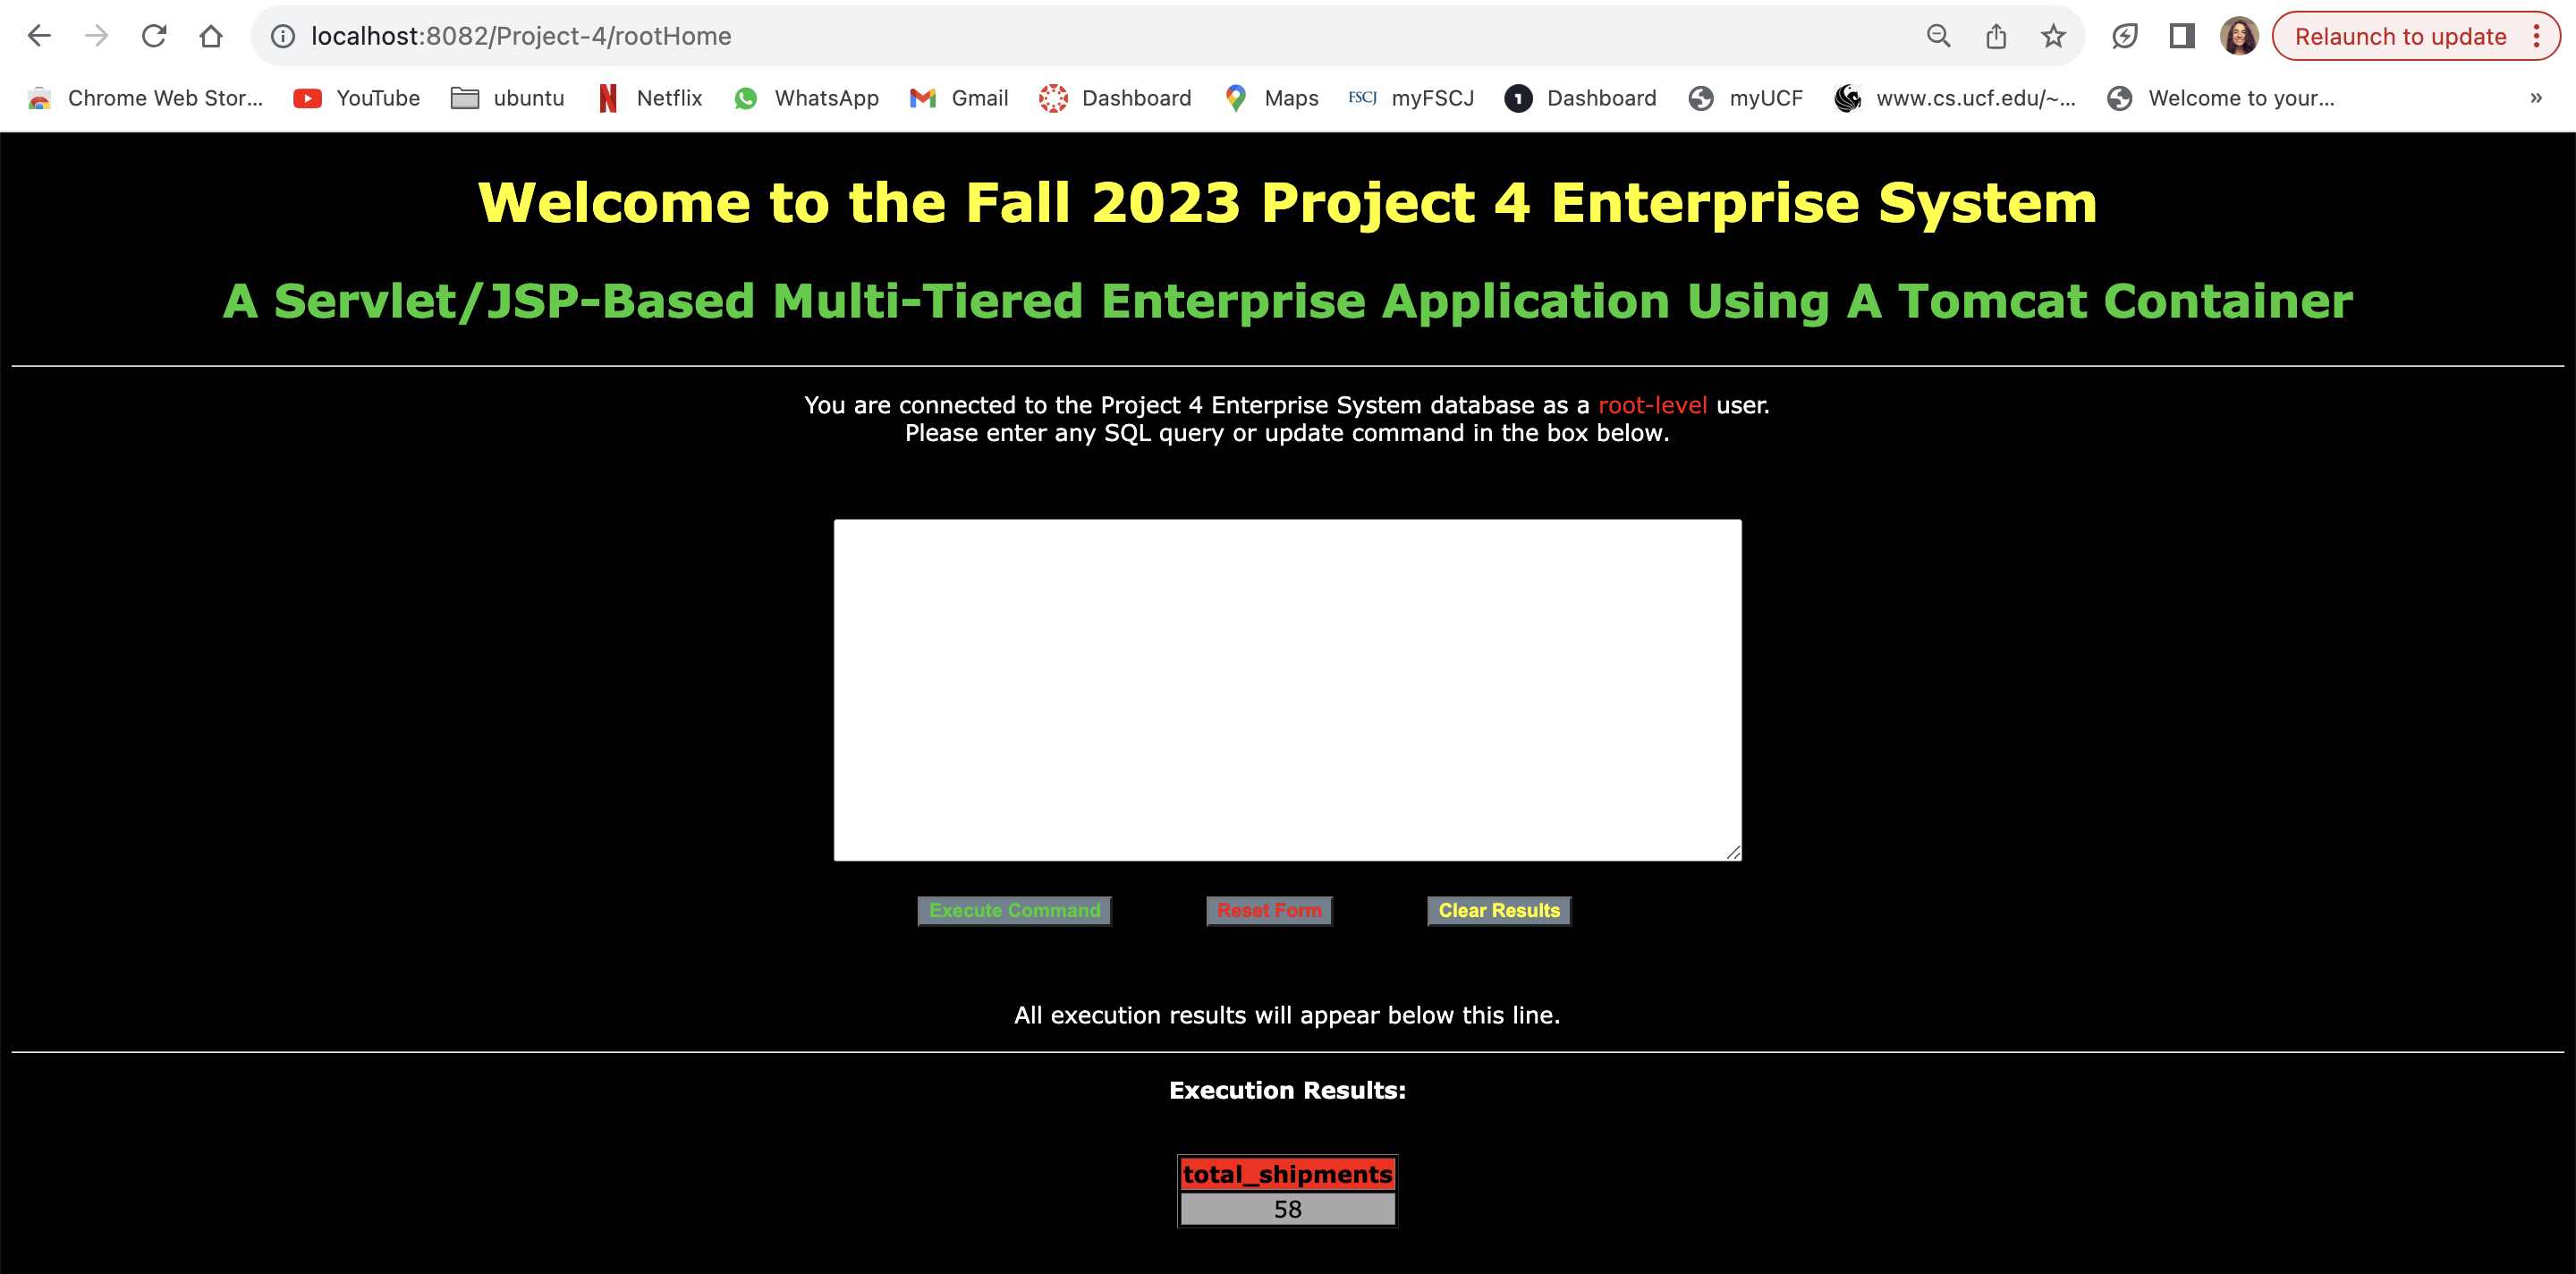 localhost:8082/Project-4/rootHome
Relaunch to update
Chrome Web Stor... YouTube ubuntu Netflix WhatsApp Gmail Dashboard Maps FSCJ myFSCJ 1 Dashboard myUCF www.cs.ucf.edu/~... Welcome to your... »
Welcome to the Fall 2023 Project 4 Enterprise System
A Servlet/JSP-Based Multi-Tiered Enterprise Application Using A Tomcat Container
You are connected to the Project 4 Enterprise System database as a root-level user.
Please enter any SQL query or update command in the box below.
Execute Command Reset Form Clear Results
All execution results will appear below this line.
Execution Results:
total_shipments
58